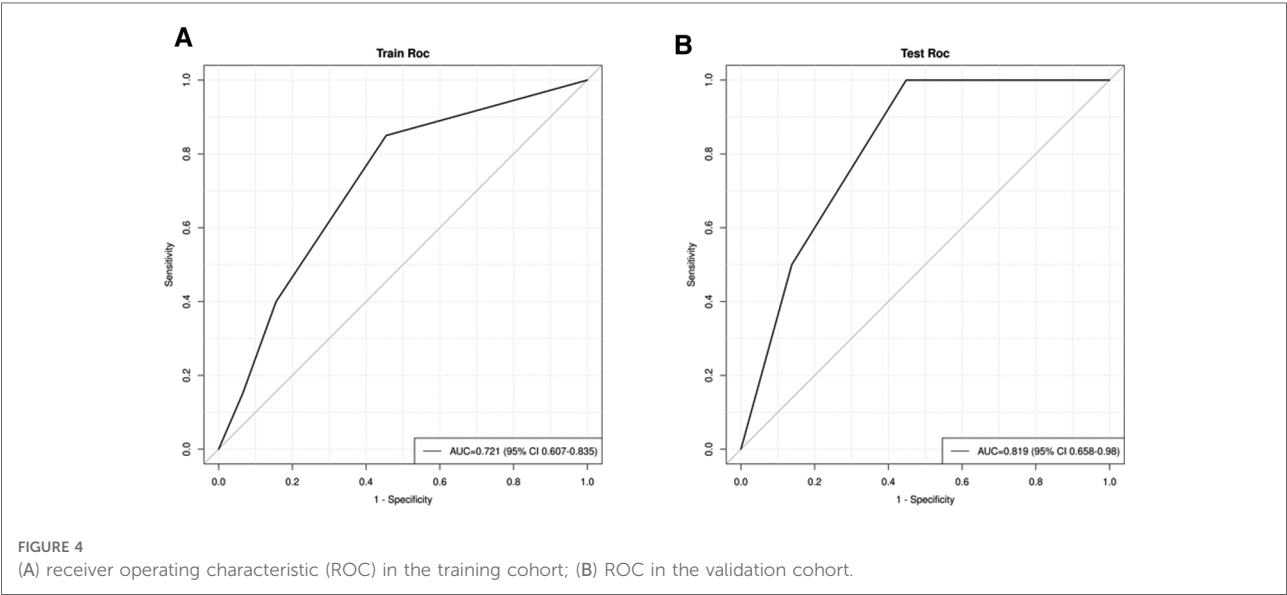 A
Train Roc
Sensitivity
0.0 0.2 0.4 0.6 0.8 1.0
AUC=0.721 (95% CI 0.607-0.835)
0.0 0.2 0.4 0.6 0.8 1.0
1 - Specificity
B
Test Roc
Sensitivity
0.0 0.2 0.4 0.6 0.8 1.0
AUC=0.819 (95% CI 0.658-0.98)
0.0 0.2 0.4 0.6 0.8 1.0
1 - Specificity
FIGURE 4
(A) receiver operating characteristic (ROC) in the training cohort; (B) ROC in the validation cohort.